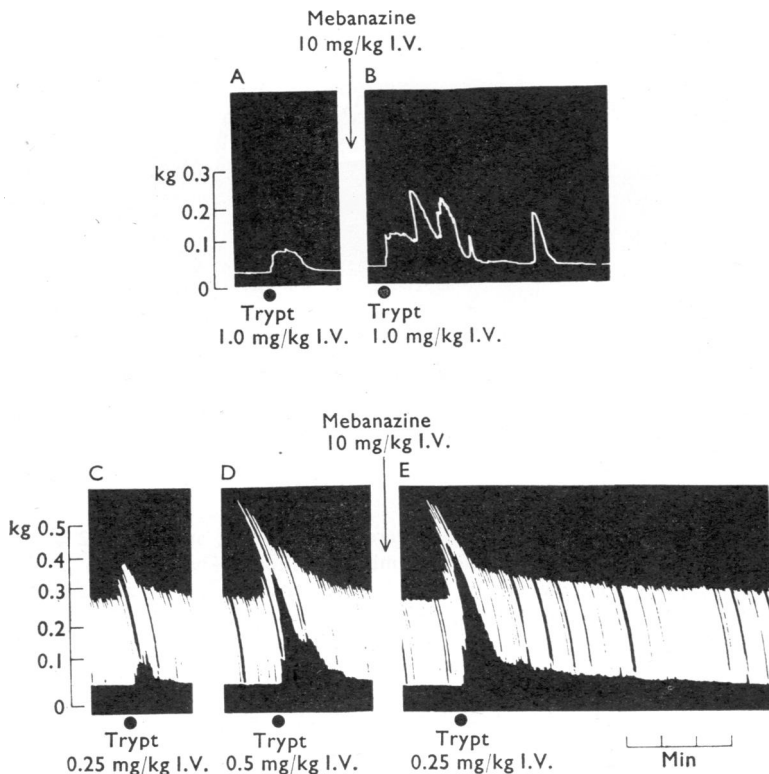 Mebanazine
10 mg/kg I.V.
A
B
kg 0.3
0.2
0.1
0
Trypt
1.0 mg/kg I.V.
Trypt
1.0 mg/kg I.V.
Mebanazine
10 mg/kg I.V.
C
D
E
kg 0.5
0.4
0.3
0.1
0
Trypt
0.25 mg/kg I.V.
Trypt
0.5 mg/kg I.V.
Trypt
0.25 mg/kg I.V.
Min